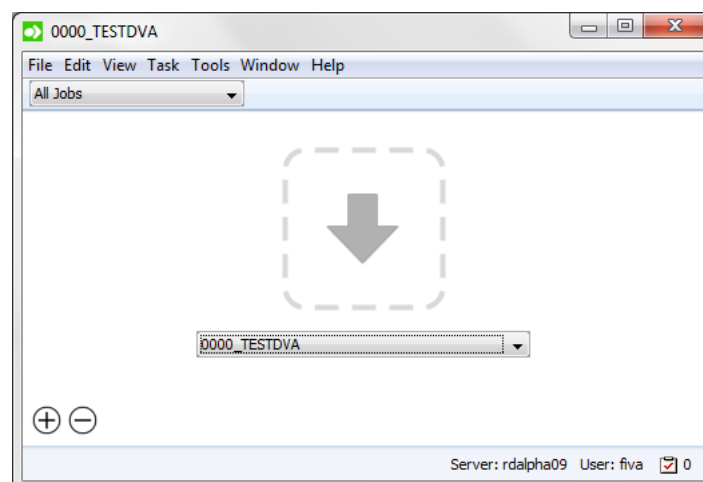 0000_TESTDVA
File Edit View Task Tools Window Help
All Jobs
0000_TESTDVA
Server: rdalpha09 User: fiva 0